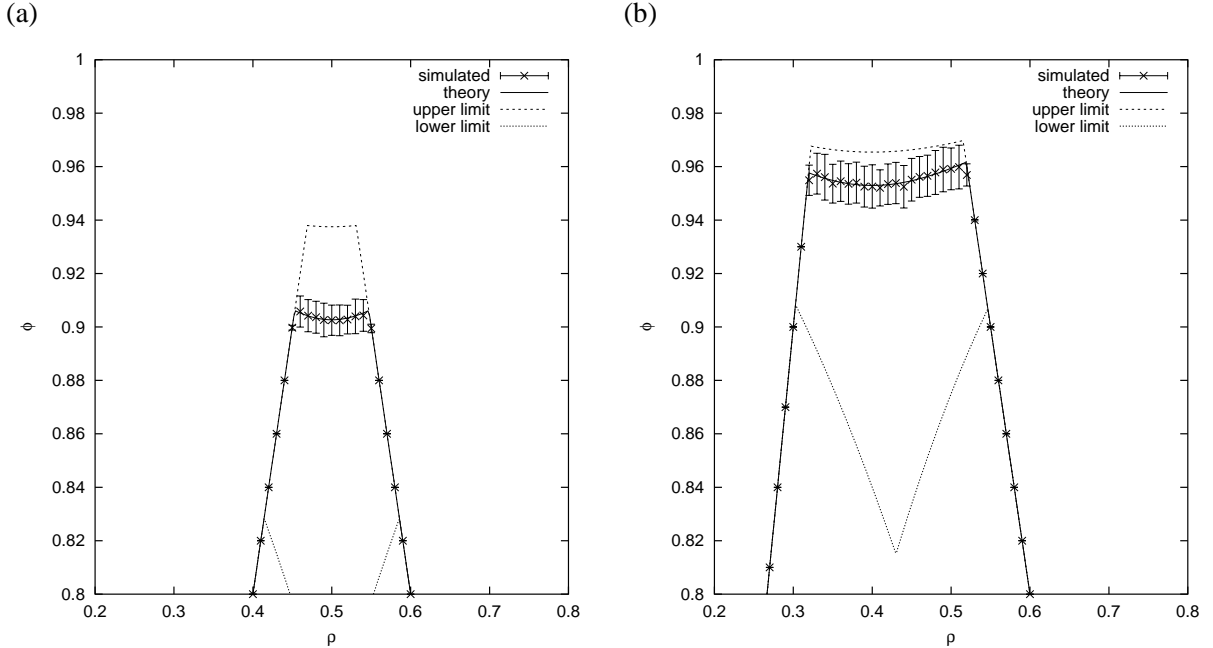 (a)
1
0.98
0.96
0.94
0.92
0.9
0.88
0.86
0.84
0.82
0.8
0.2 0.3 0.4 0.5 0.6 0.7 0.8
ϕ
ρ
simulated
theory
upper limit
lower limit
(b)
1
0.98
0.96
0.94
0.92
0.9
0.88
0.86
0.84
0.82
0.8
0.2 0.3 0.4 0.5 0.6 0.7 0.8
ϕ
ρ
simulated
theory
upper limit
lower limit